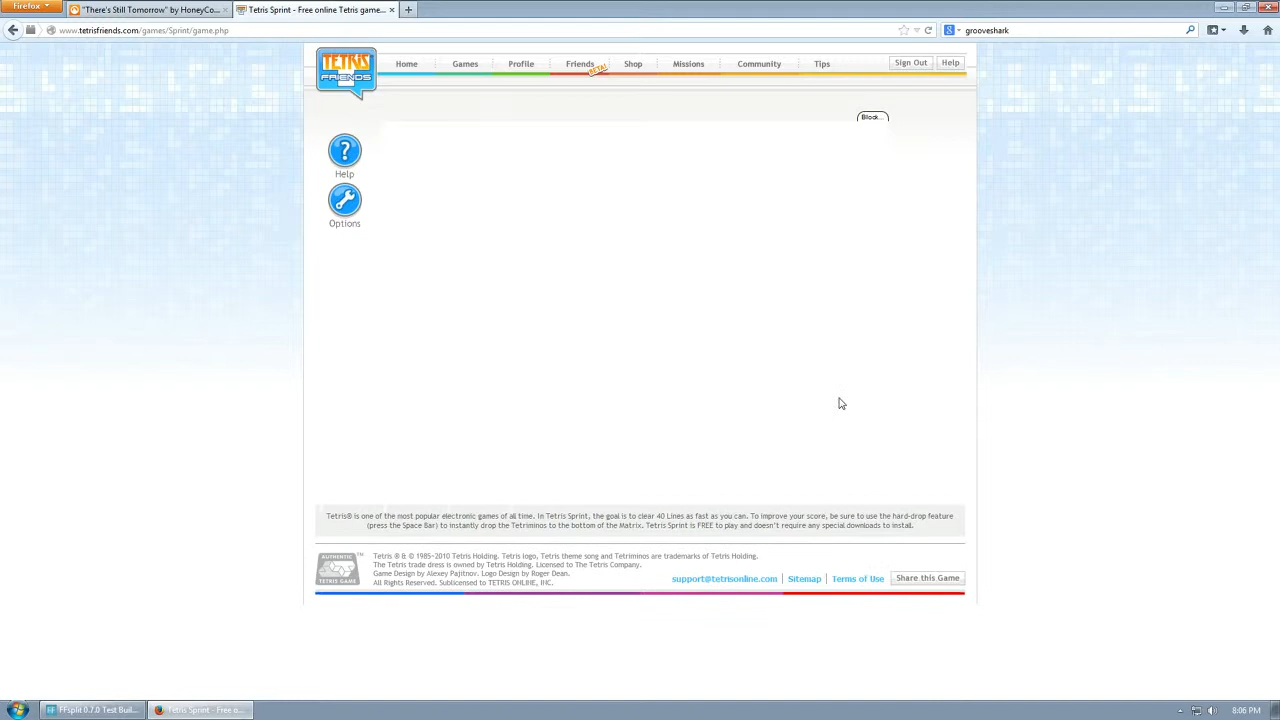 Firefox
"There's Still Tomorrow" by HoneyCo...
Tetris Sprint - Free online Tetris game...
www.tetrisfriends.com/games/Sprint/game.php
grooveshark
TETRIS
FRIENDS
Home
Games
Profile
Friends
BETA!
Shop
Missions
Community
Tips
Sign Out
Help
Block...
Help
Options
Tetris® is one of the most popular electronic games of all time. In Tetris Sprint, the goal is to clear 40 Lines as fast as you can. To improve your score, be sure to use the hard-drop feature
(press the Space Bar) to instantly drop the Tetriminos to the bottom of the Matrix. Tetris Sprint is FREE to play and doesn't require any special downloads to install.
AUTHENTIC
TETRIS GAME
TM
Tetris ® & © 1985-2010 Tetris Holding. Tetris logo, Tetris theme song and Tetriminos are trademarks of Tetris Holding.
The Tetris trade dress is owned by Tetris Holding. Licensed to The Tetris Company.
Game Design by Alexey Pajitnov. Logo Design by Roger Dean.
All Rights Reserved. Sublicensed to TETRIS ONLINE, INC.
support@tetrisonline.com
Sitemap
Terms of Use
Share this Game
FFsplit 0.7.0 Test Buil...
Tetris Sprint - Free o...
8:06 PM